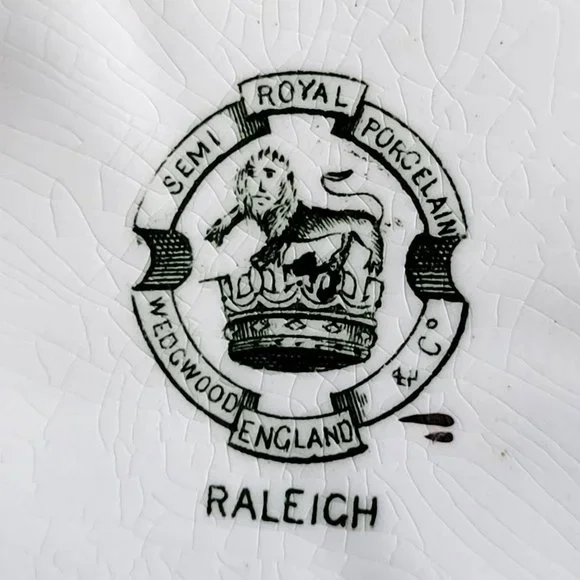 SEMI ROYAL PORCELAIN
WEDGWOOD & Cº
ENGLAND
RALEIGH